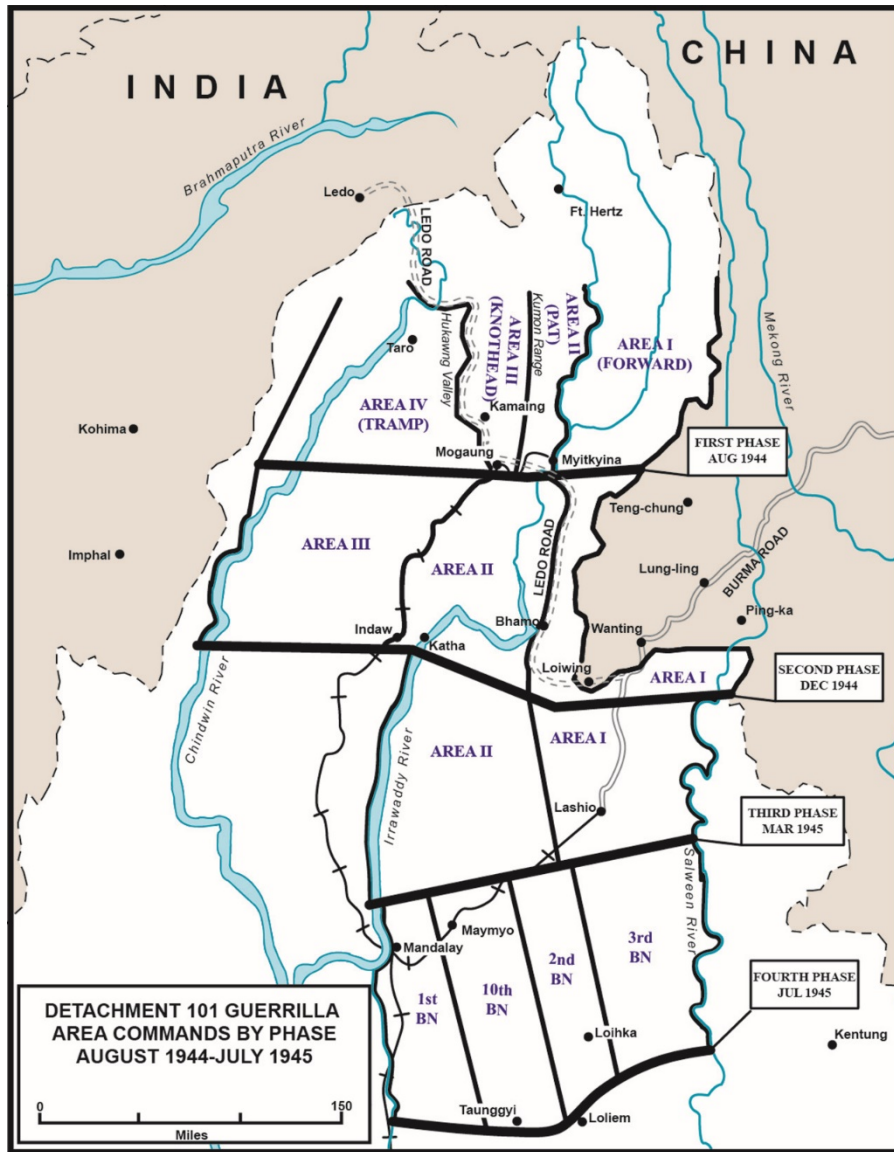 INDIA
CHINA
Brahmaputra River
Ledo
LEDO ROAD
Ft. Hertz
Mekong River
Hukawng Valley
AREA III
(KNOTHEAD)
Kumon Range
AREA II
(PAT)
AREA I
(FORWARD)
Taro
AREA IV
(TRAMP)
Kamaing
Kohima
Mogaung
Myitkyina
FIRST PHASE
AUG 1944
Teng-chung
BURMA ROAD
Imphal
AREA III
AREA II
LEDO ROAD
Lung-ling
Ping-ka
Indaw
Katha
Bhamo
Wanting
Loiwing
AREA I
SECOND PHASE
DEC 1944
Chindwin River
Irrawaddy River
AREA II
AREA I
Lashio
THIRD PHASE
MAR 1945
Salween River
Maymyo
Mandalay
1st
BN
10th
BN
2nd
BN
3rd
BN
FOURTH PHASE
JUL 1945
Loihka
Kentung
Taunggyi
Loliem
DETACHMENT 101 GUERRILLA
AREA COMMANDS BY PHASE
AUGUST 1944-JULY 1945
0
150
Miles